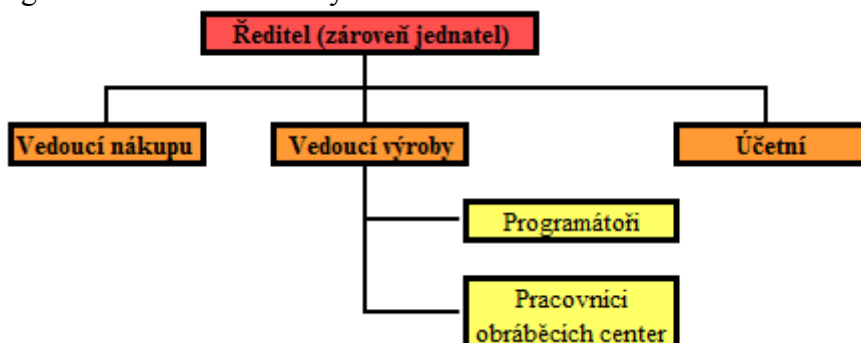 Ředitel (zároveň jednatel)
Vedoucí nákupu
Vedoucí výroby
Účetní
Programátoři
Pracovníci
obráběcích center